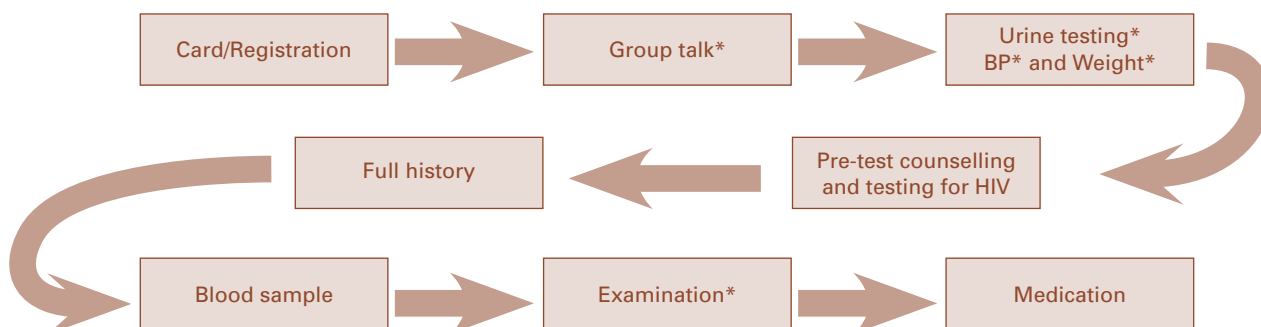 Card/Registration
Group talk*
Urine testing*
BP* and Weight*
Pre-test counselling
and testing for HIV
Full history
Blood sample
Examination*
Medication